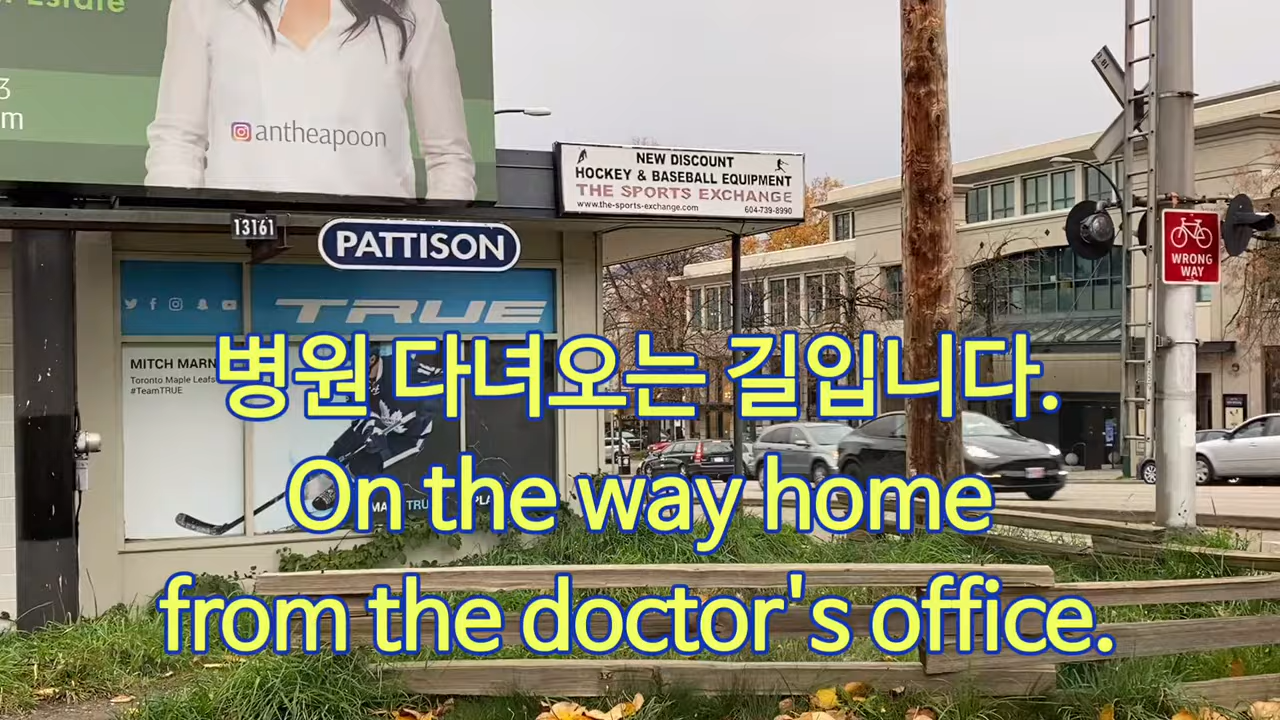 Estate
3
m
antheapoon
NEW DISCOUNT
HOCKEY & BASEBALL EQUIPMENT
THE SPORTS EXCHANGE
www.the-sports-exchange.com 604-739-8990
13161
PATTISON
TRUE
WRONG
WAY
MITCH MARN
Toronto Maple Leafs
#TeamTRUE
병원 다녀오는 길입니다.
On the way home
from the doctor's office.